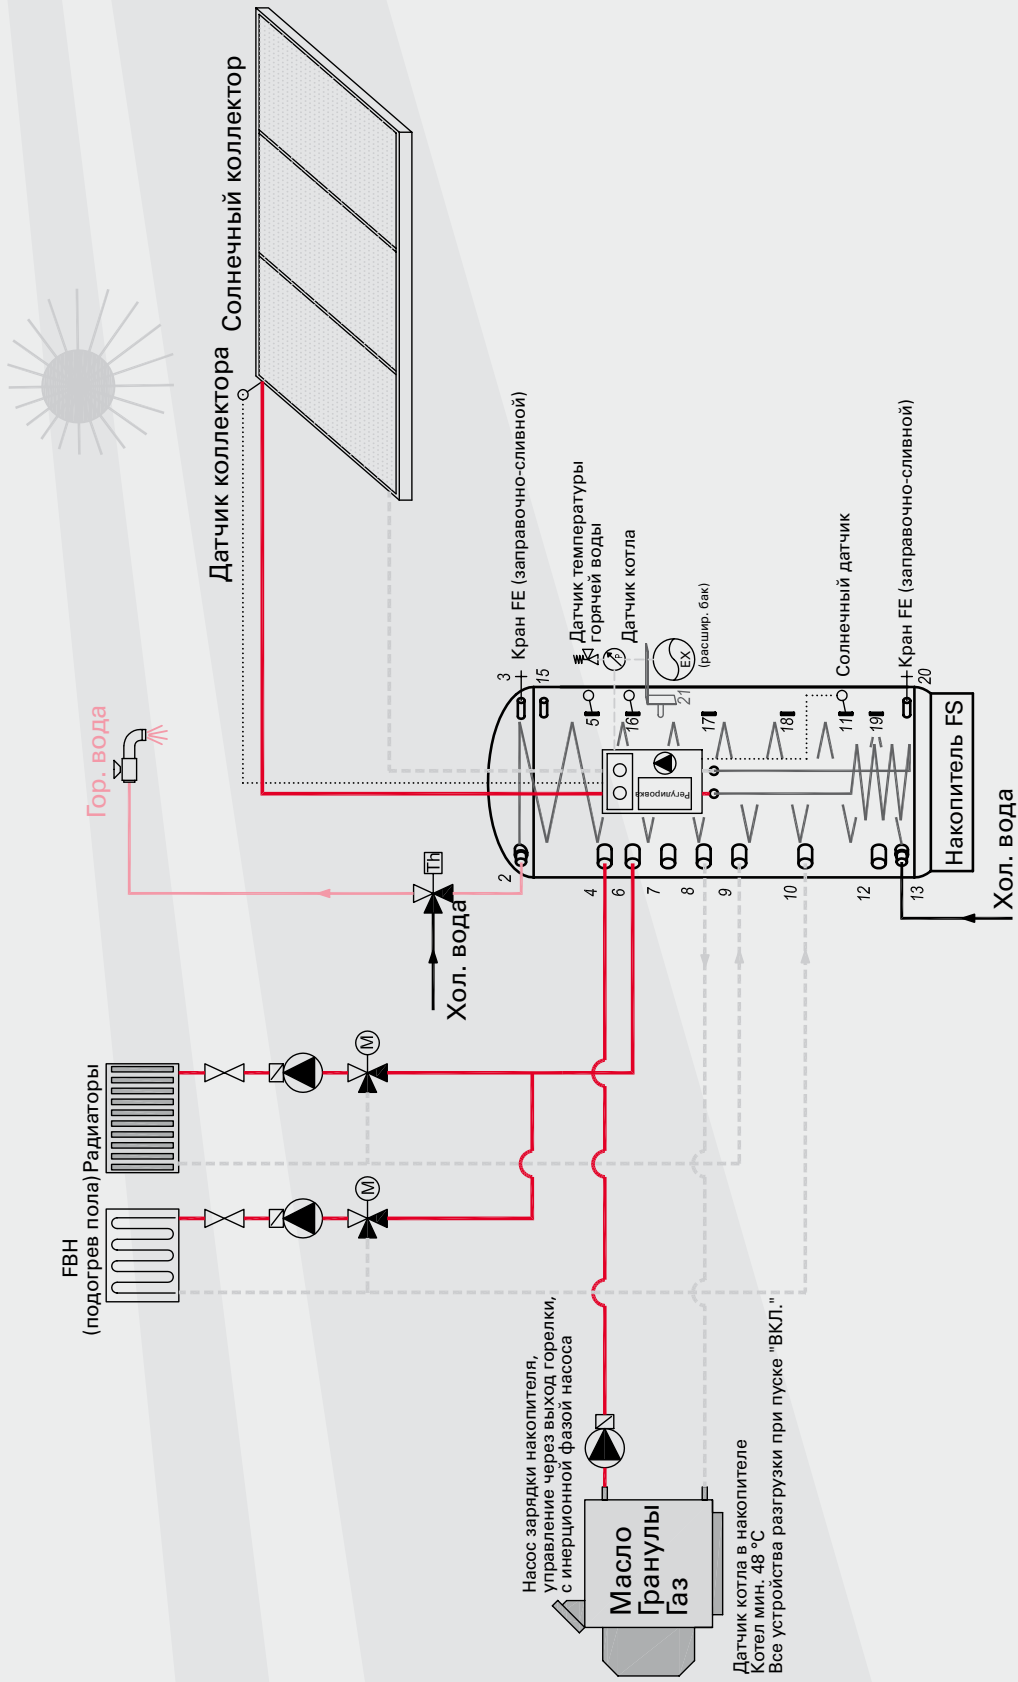 FBH
(подогрев пола)
Радиаторы
Гор. вода
Солнечный коллектор
Датчик коллектора
M
M
Th
Хол. вода
2
3
Кран FE (заправочно-сливной)
15
Датчик температуры
горячей воды
5
Датчик котла
16
P
EX
(расшир. бак)
21
17
18
Солнечный датчик
11
19
Кран FE (заправочно-сливной)
20
Регулировка
4
6
7
8
9
10
12
13
Накопитель FS
Хол. вода
Насос зарядки накопителя,
управление через выход горелки,
с инерционной фазой насоса
Масло
Гранулы
Газ
Датчик котла в накопителе
Котел мин. 48 °C
Все устройства разгрузки при пуске "ВКЛ."